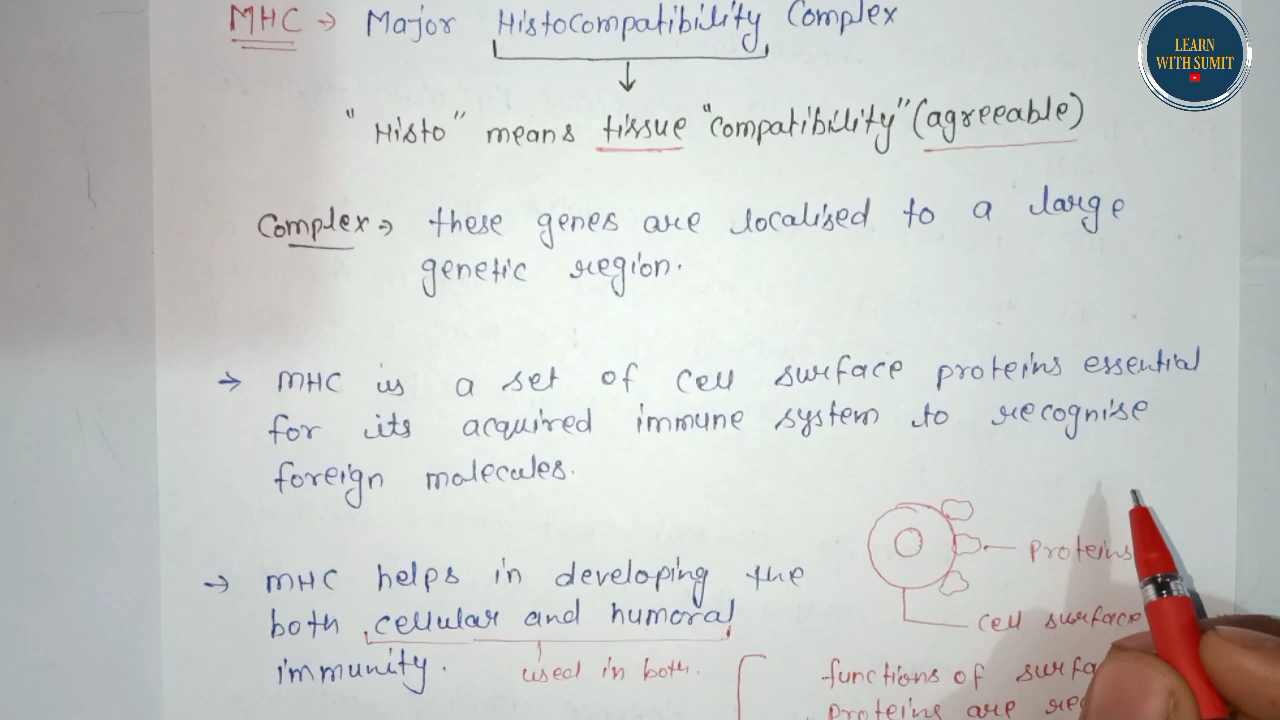 MHC → Major Histocompatibility Complex
LEARN
WITH SUMIT
"Histo" means tissue "compatibility" (agreeable)
Complex → these genes are localised to a large
genetic region.
→ MHC is a set of cell surface proteins essential
for its acquired immune system to recognise
foreign molecules.
proteins
cell surface
→ MHC helps in developing the
both cellular and humoral
immunity.
used in both.
functions of
proteins are